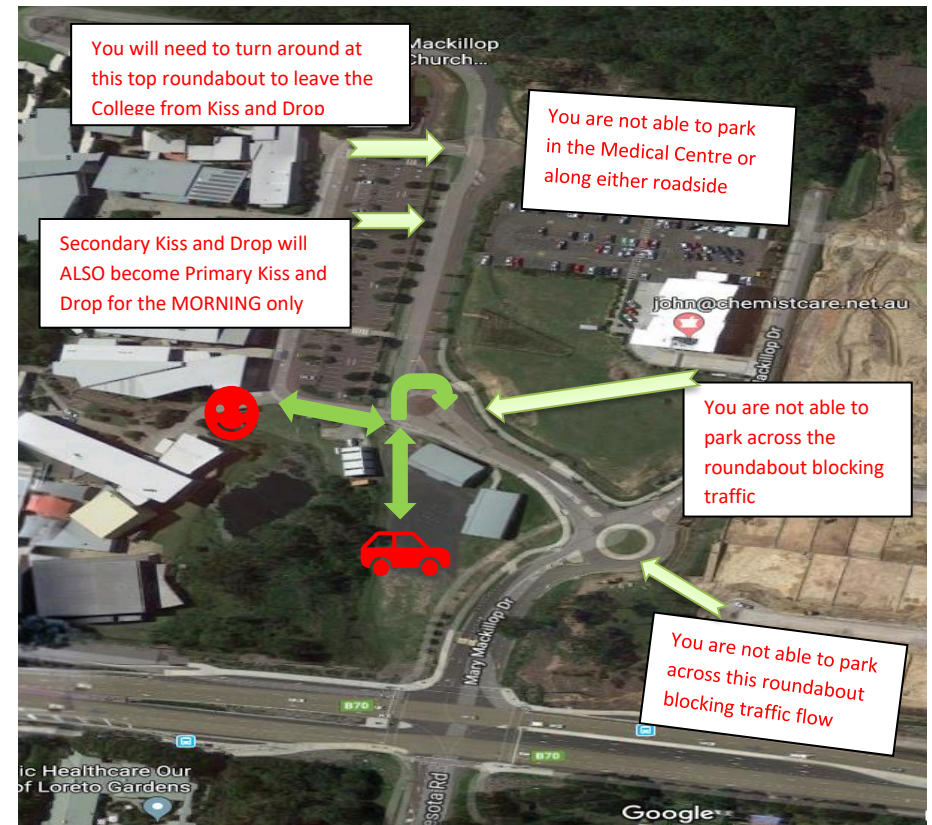 You will need to turn around at
this top roundabout to leave the
College from Kiss and Drop
Mackillop
Church...
You are not able to park
in the Medical Centre or
along either roadside
Secondary Kiss and Drop will
ALSO become Primary Kiss and
Drop for the MORNING only
john@chemistcare.net.au
Mackillop Dr
You are not able to
park across the
roundabout blocking
traffic
Mary Mackillop Dr
You are not able to park
across this roundabout
blocking traffic flow
B70
B70
ic Healthcare Our
of Loreto Gardens
esota Rd
Google